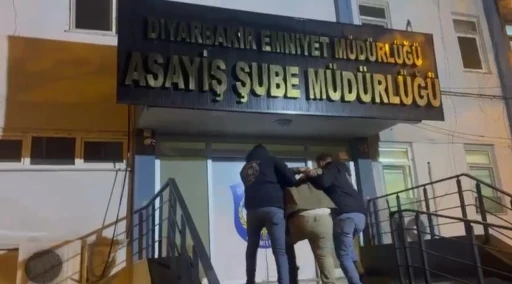 DİYARBAKIR EMNİYET MÜDÜRLÜĞÜ
ASAYİŞ ŞUBE MÜDÜRLÜĞÜ